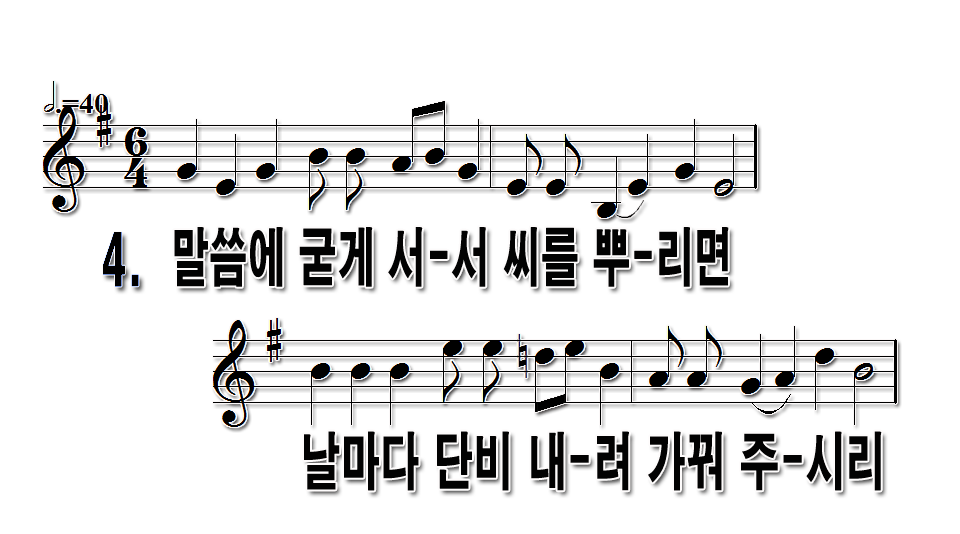 =40
6
4
4. 말씀에 굳게 서-서 씨를 뿌-리면
날마다 단비 내-려 가꿔 주-시리